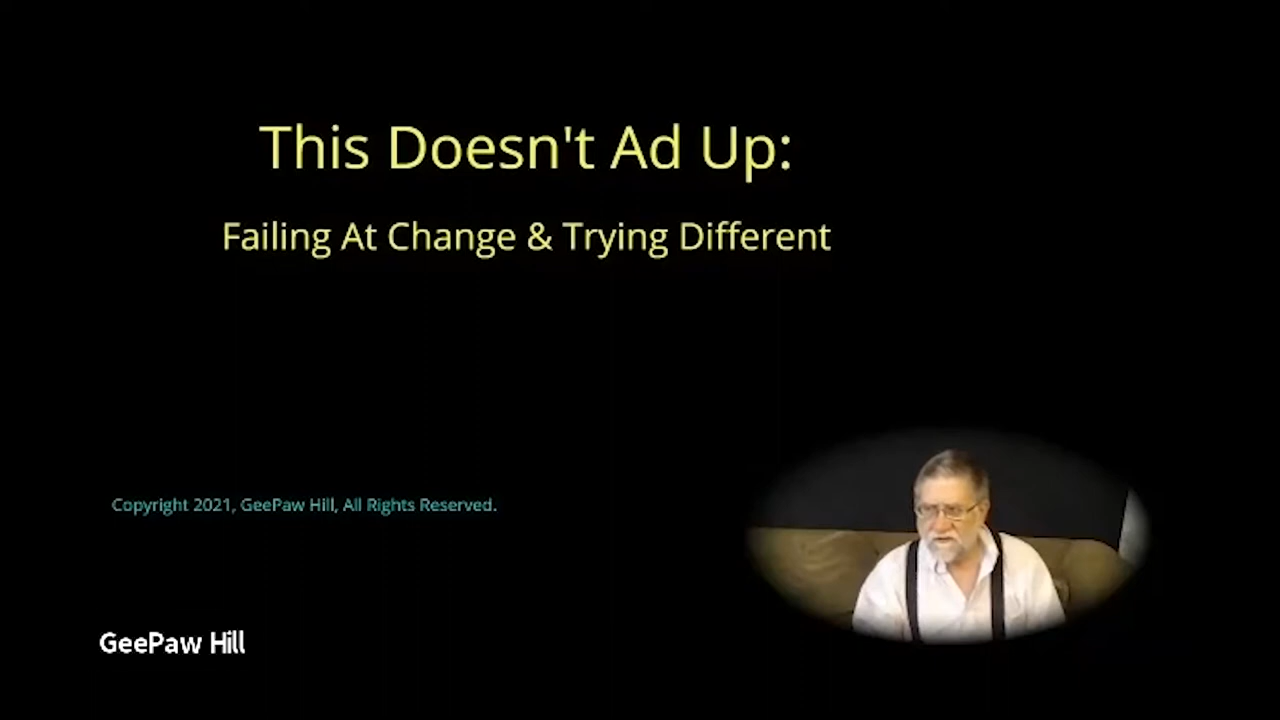 This Doesn't Ad Up:
Failing At Change & Trying Different
Copyright 2021, GeePaw Hill, All Rights Reserved.
GeePaw Hill